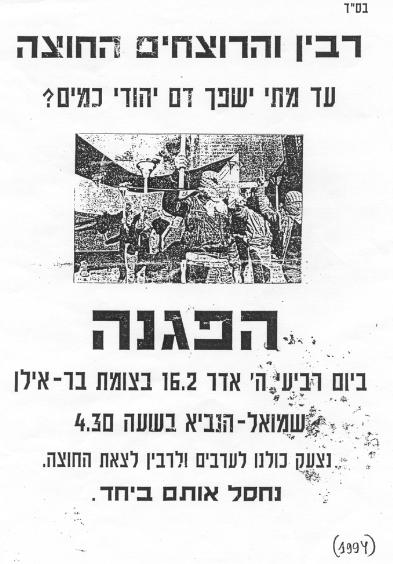 בס"ד
רבין והרוצחים החוצה
עד מתי ישפך דם יהודי כמים?
הפגנה
ביום רביעי ה' אדר 16.2 בצומת בר-אילן
שמואל-הנביא בשעה 4.30
נצעק כולנו לערבים ולרבין לצאת החוצה.
נחסל אותם ביחד.
(1994)